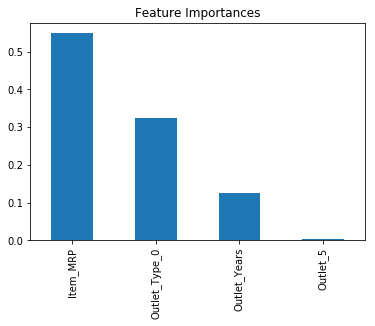 Feature Importances
0.5
0.4
0.3
0.2
0.1
0.0
Item_MRP
Outlet_Type_0
Outlet_Years
Outlet_5